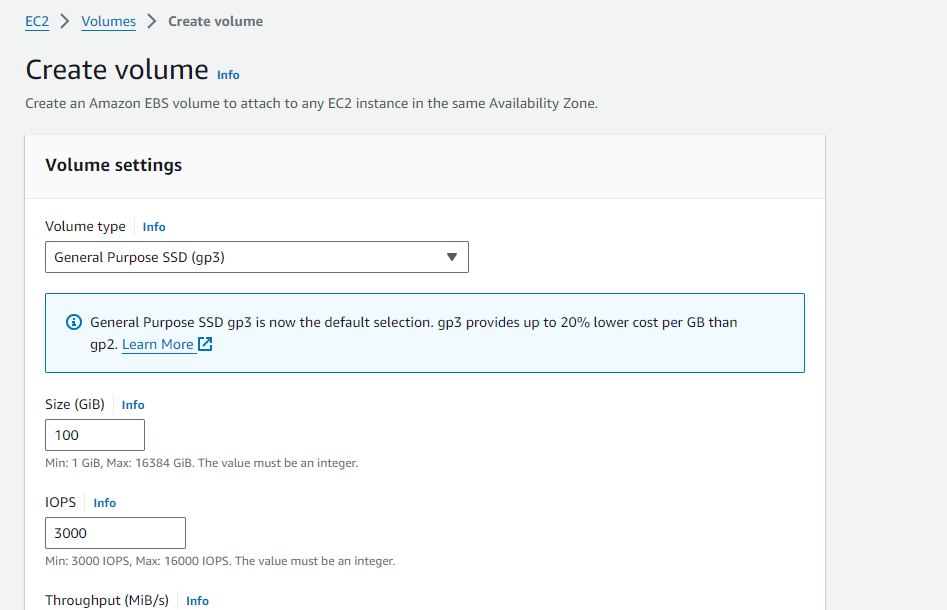 EC2 > Volumes > Create volume
Create volume Info
Create an Amazon EBS volume to attach to any EC2 instance in the same Availability Zone.
Volume settings
Volume type Info
General Purpose SSD (gp3)
General Purpose SSD gp3 is now the default selection. gp3 provides up to 20% lower cost per GB than
gp2. Learn More
Size (GiB) Info
100
Min: 1 GiB, Max: 16384 GiB. The value must be an integer.
IOPS Info
3000
Min: 3000 IOPS, Max: 16000 IOPS. The value must be an integer.
Throughput (MiB/s) Info